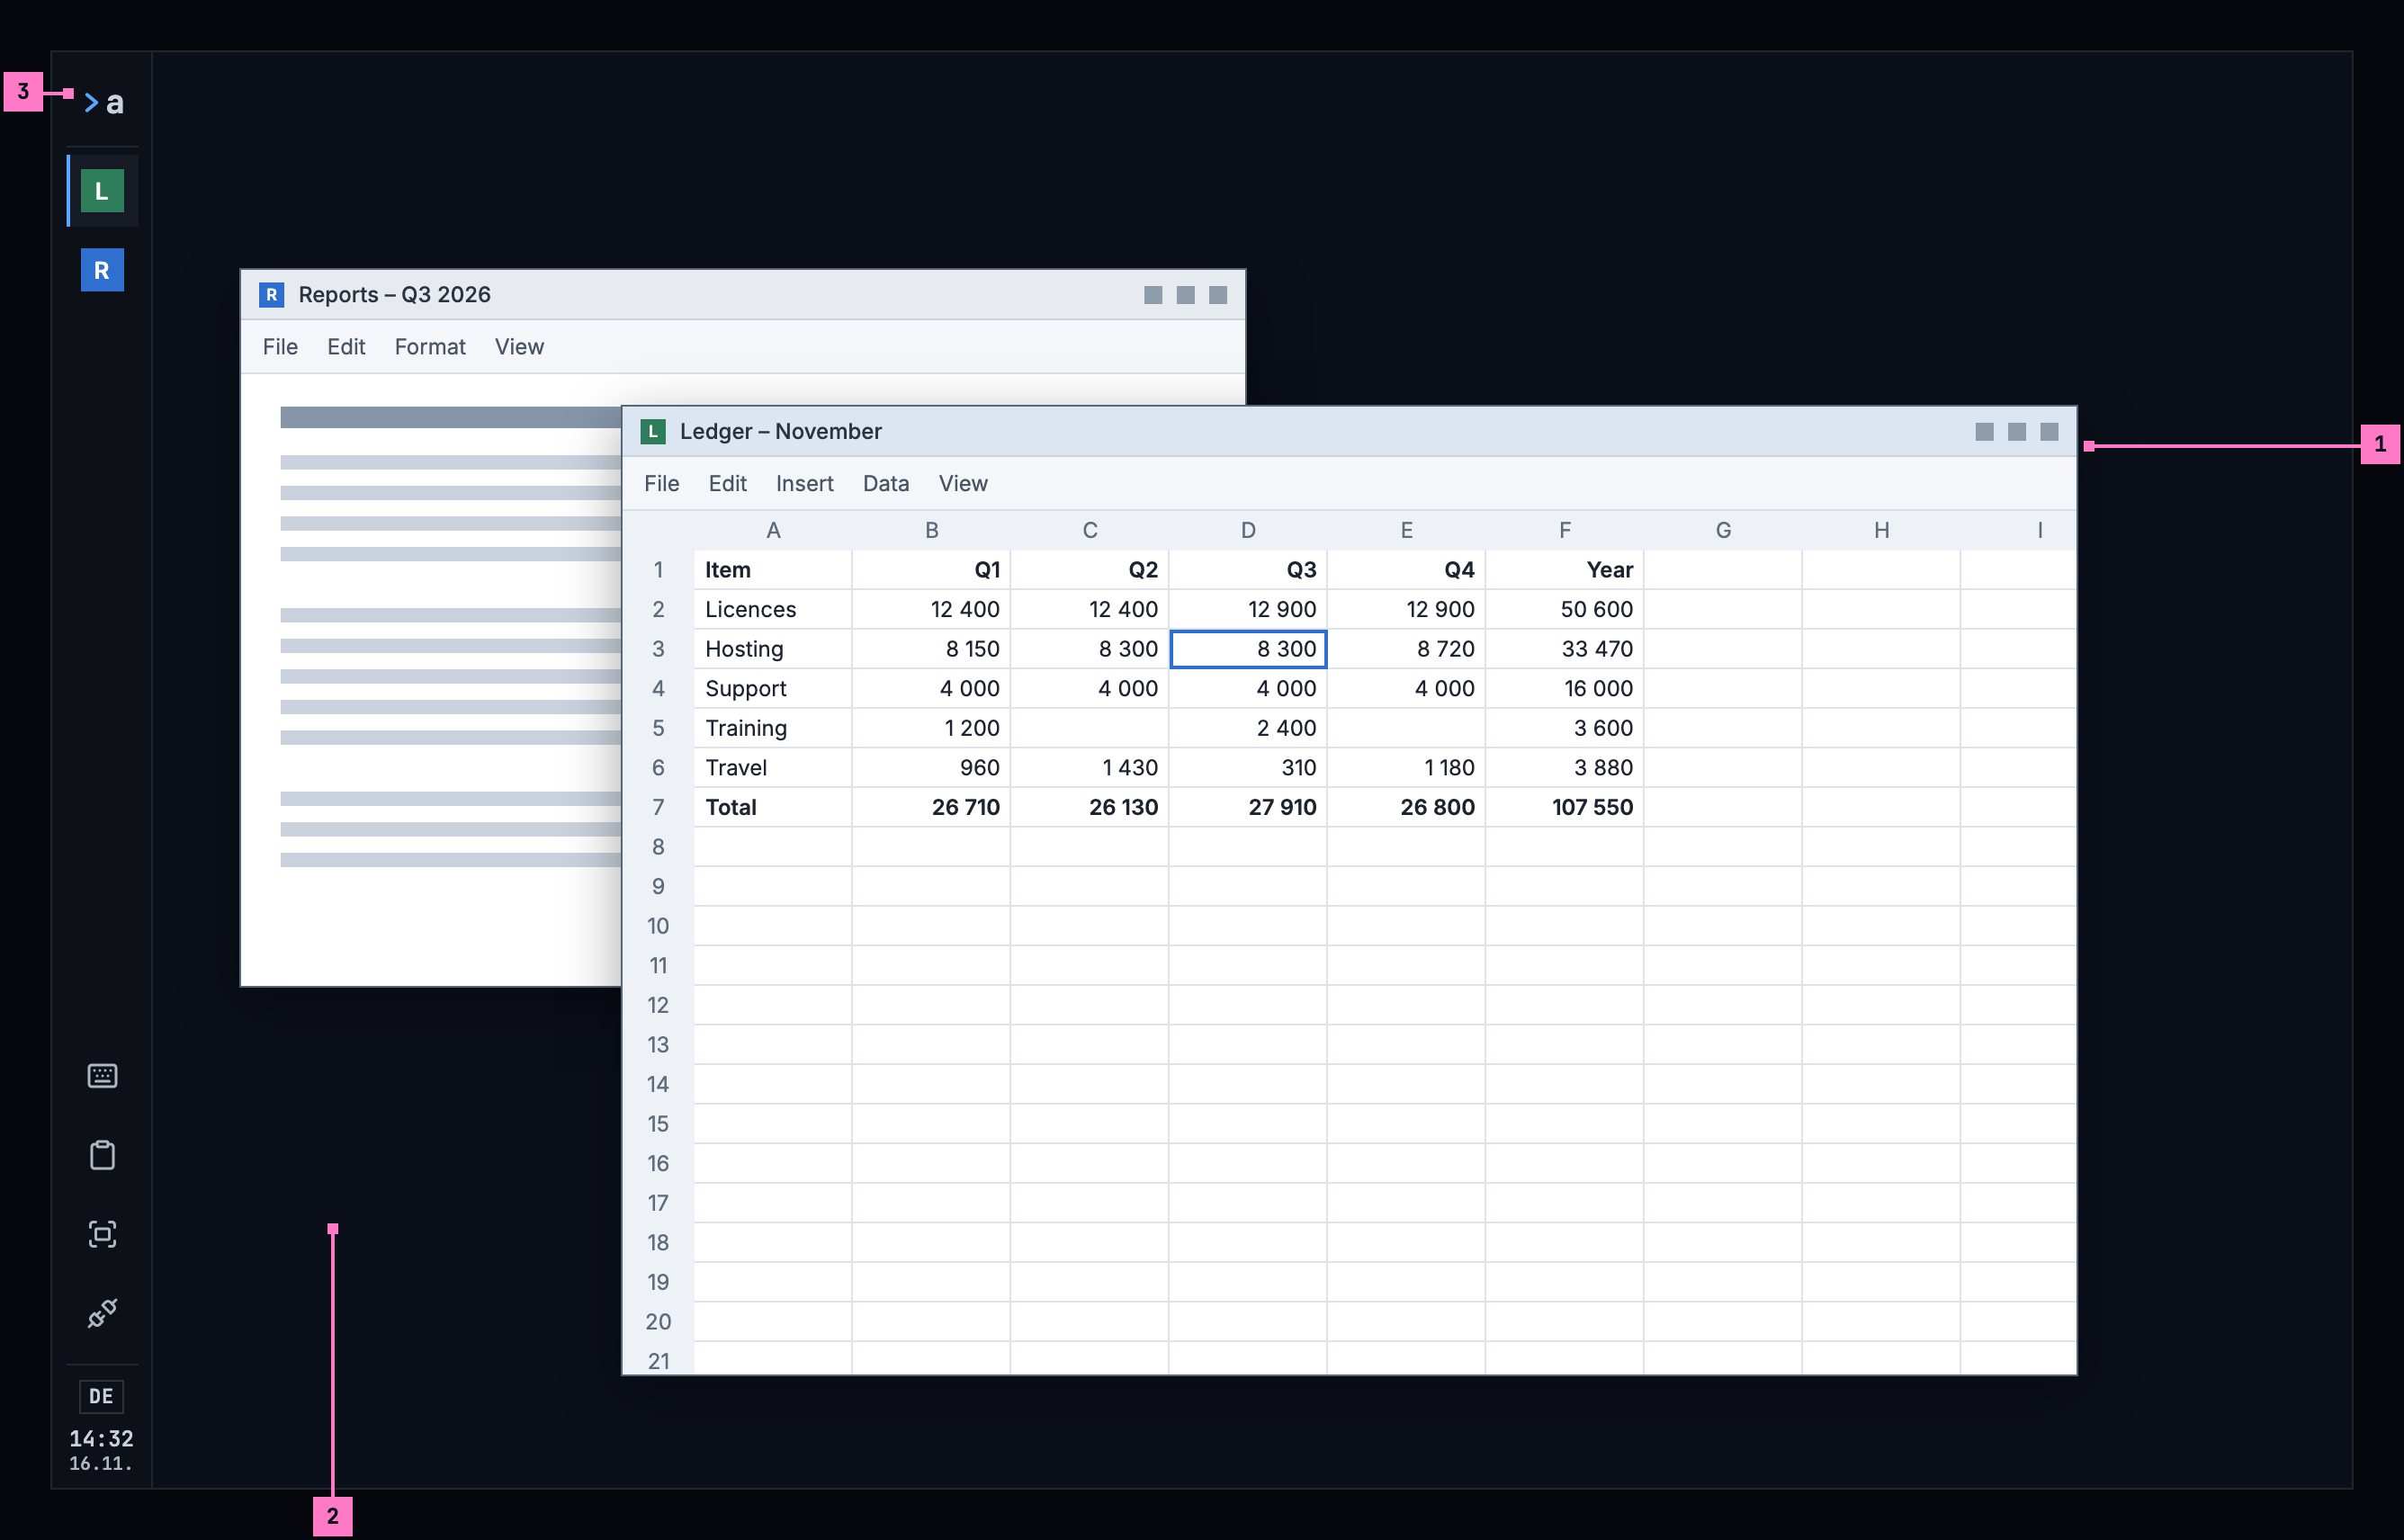 3
> a
L
R
R Reports – Q3 2026
File Edit Format View
L Ledger – November
1
File Edit Insert Data View
A B C D E F G H I
1 Item Q1 Q2 Q3 Q4 Year
2 Licences 12 400 12 400 12 900 12 900 50 600
3 Hosting 8 150 8 300 8 300 8 720 33 470
4 Support 4 000 4 000 4 000 4 000 16 000
5 Training 1 200 2 400 3 600
6 Travel 960 1 430 310 1 180 3 880
7 Total 26 710 26 130 27 910 26 800 107 550
8
9
10
11
12
13
14
15
16
17
18
19
20
21
DE
14:32
16.11.
2